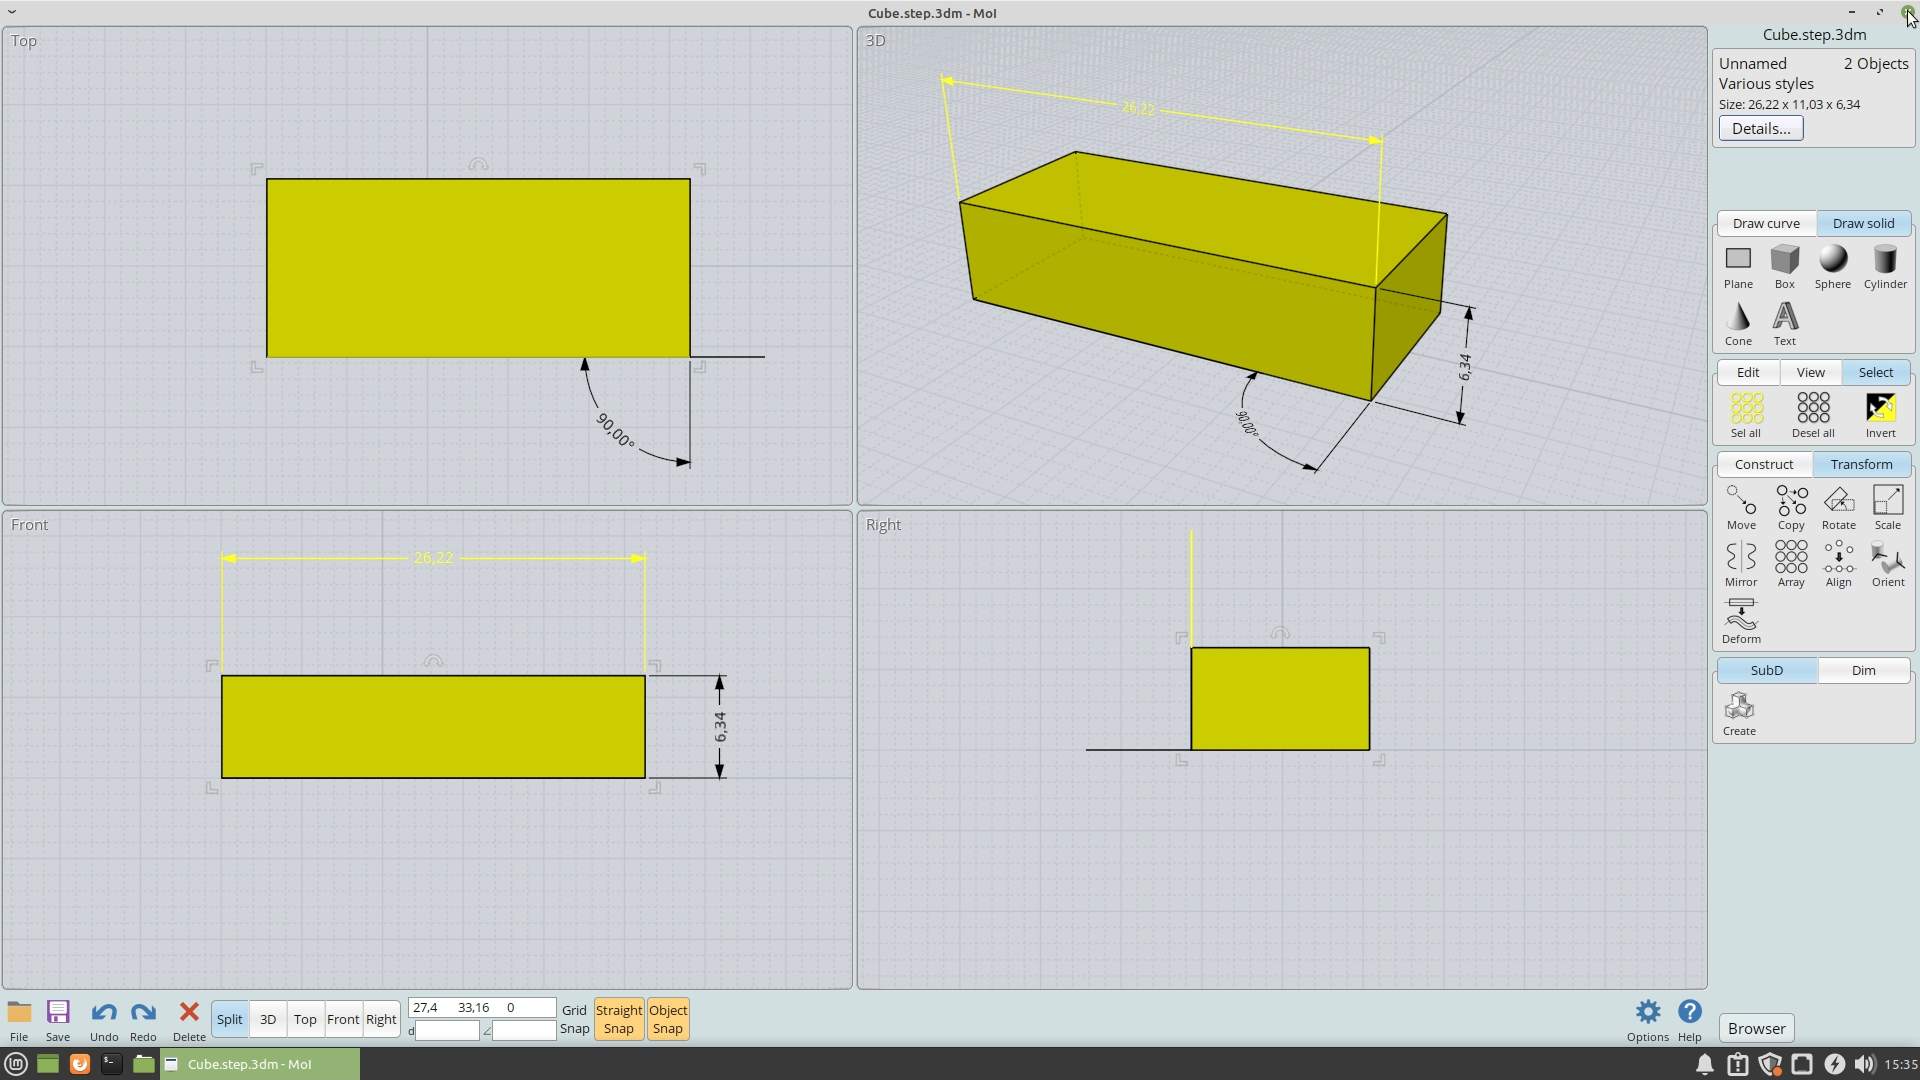 Cube.step.3dm - MoI
Top
90,00°
3D
26,22
6,34
90,00°
Front
26,22
6,34
Right
Cube.step.3dm
Unnamed 2 Objects
Various styles
Size: 26,22 x 11,03 x 6,34
Details...
Draw curve Draw solid
Plane Box Sphere Cylinder
Cone Text
Edit View Select
Sel all Desel all Invert
Construct Transform
Move Copy Rotate Scale
Mirror Array Align Orient
Deform
SubD Dim
Create
File Save Undo Redo Delete
Split 3D Top Front Right
27,4 33,16 0
d
Grid
Snap
Straight
Snap
Object
Snap
Options Help
Browser
Cube.step.3dm - MoI
15:35